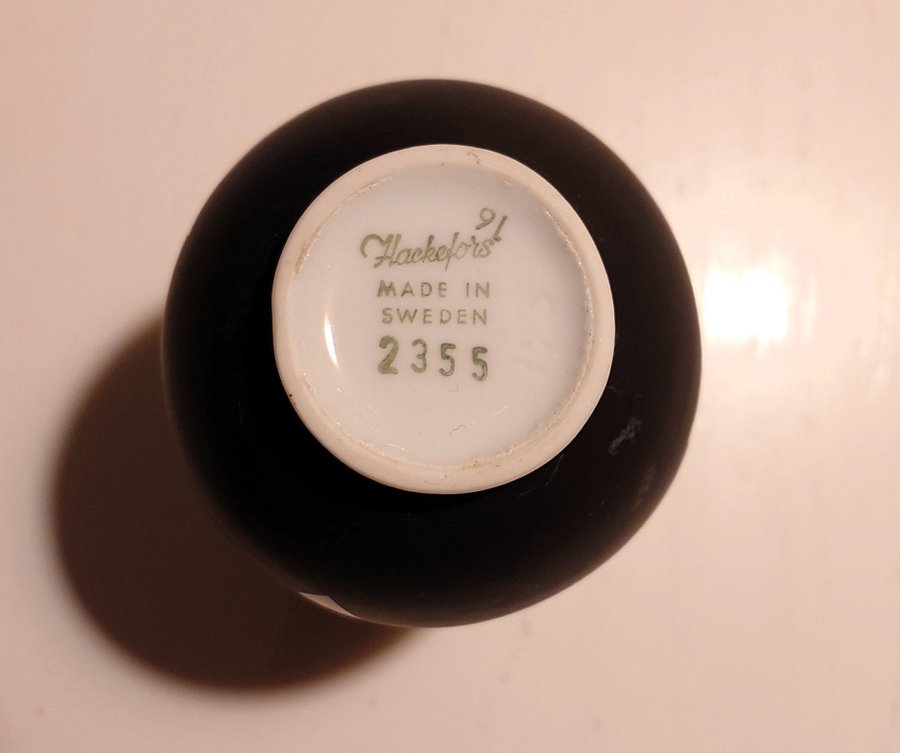 91
Hackefors
MADE IN
SWEDEN
2355